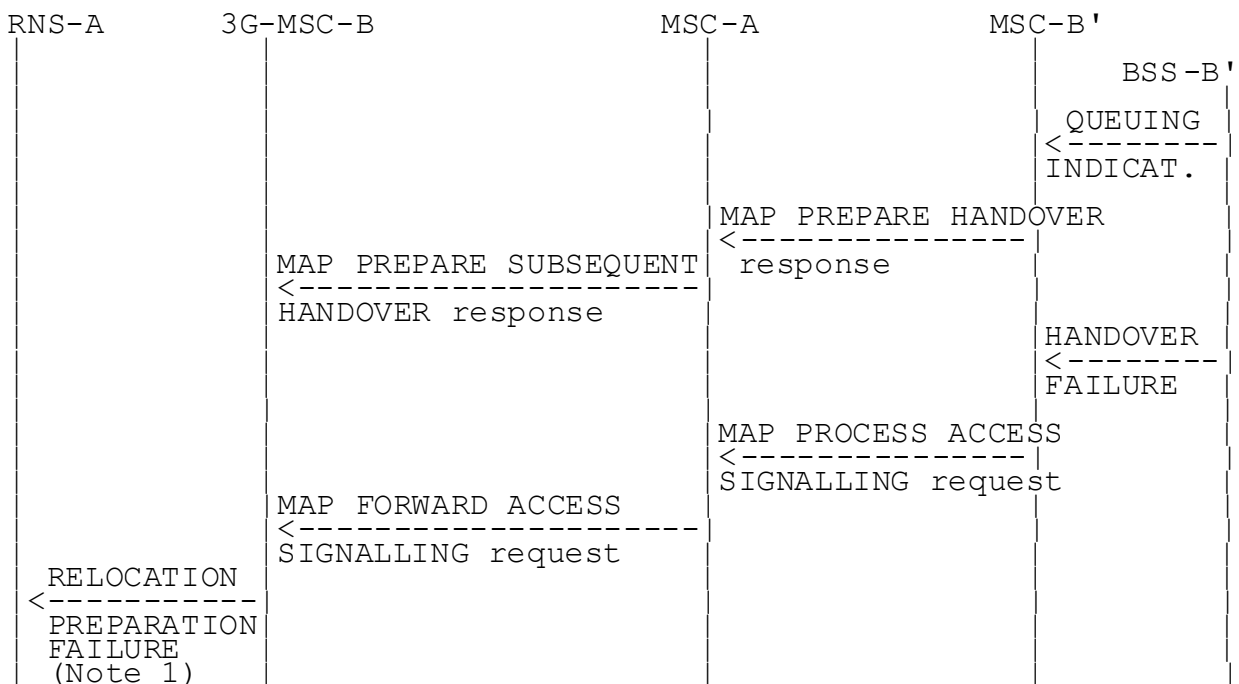 RNS-A 3G-MSC-B MSC-A MSC-B'
BSS-B'
QUEUING
INDICAT.
MAP PREPARE HANDOVER
response
MAP PREPARE SUBSEQUENT
HANDOVER response
HANDOVER
FAILURE
MAP PROCESS ACCESS
SIGNALLING request
MAP FORWARD ACCESS
SIGNALLING request
RELOCATION
PREPARATION
FAILURE
(Note 1)